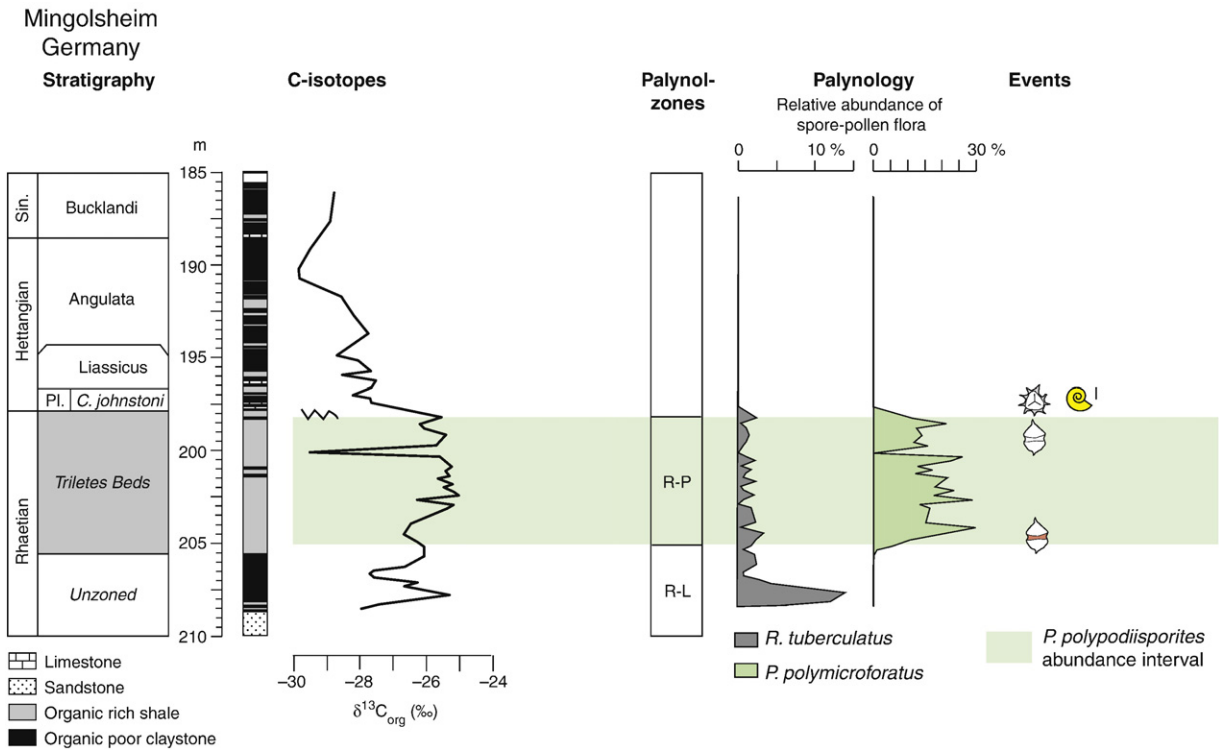 Mingolsheim
Germany
Stratigraphy
C-isotopes
Palynol-
zones
Palynology
Relative abundance of
spore-pollen flora
Events
m
0 10 %
0 30 %
185
190
195
200
205
210
Sin.
Hettangian
Rhaetian
Bucklandi
Angulata
Liassicus
Pl. C. johnstoni
Triletes Beds
Unzoned
R-P
R-L
I
Limestone
Sandstone
Organic rich shale
Organic poor claystone
–30 –28 –26 –24
δ13Corg (‰)
R. tuberculatus
P. polymicroforatus
P. polypodiisporites
abundance interval